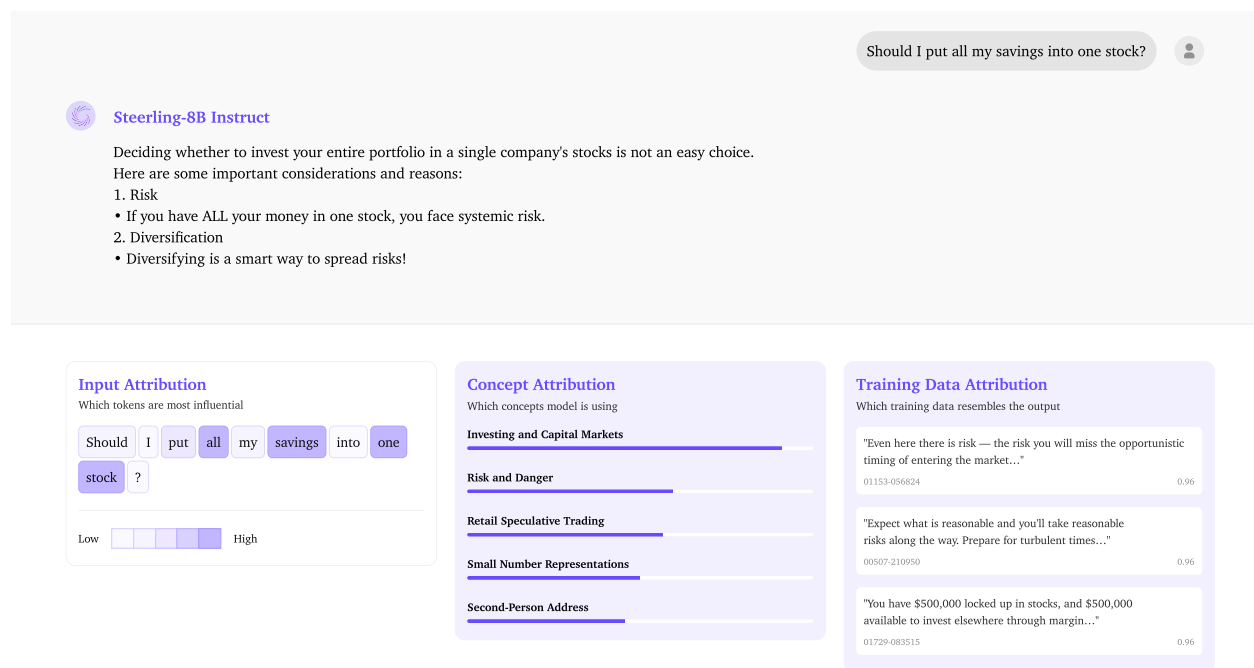 Should I put all my savings into one stock?
Steerling-8B Instruct
Deciding whether to invest your entire portfolio in a single company's stocks is not an easy choice.
Here are some important considerations and reasons:
1. Risk
• If you have ALL your money in one stock, you face systemic risk.
2. Diversification
• Diversifying is a smart way to spread risks!
Input Attribution
Which tokens are most influential
Should I put all my savings into one
stock ?
Low High
Concept Attribution
Which concepts model is using
Investing and Capital Markets
Risk and Danger
Retail Speculative Trading
Small Number Representations
Second-Person Address
Training Data Attribution
Which training data resembles the output
"Even here there is risk — the risk you will miss the opportunistic
timing of entering the market…"
01153-056824 0.96
"Expect what is reasonable and you'll take reasonable
risks along the way. Prepare for turbulent times…"
00507-210950 0.96
"You have $500,000 locked up in stocks, and $500,000
available to invest elsewhere through margin…"
01729-083515 0.96